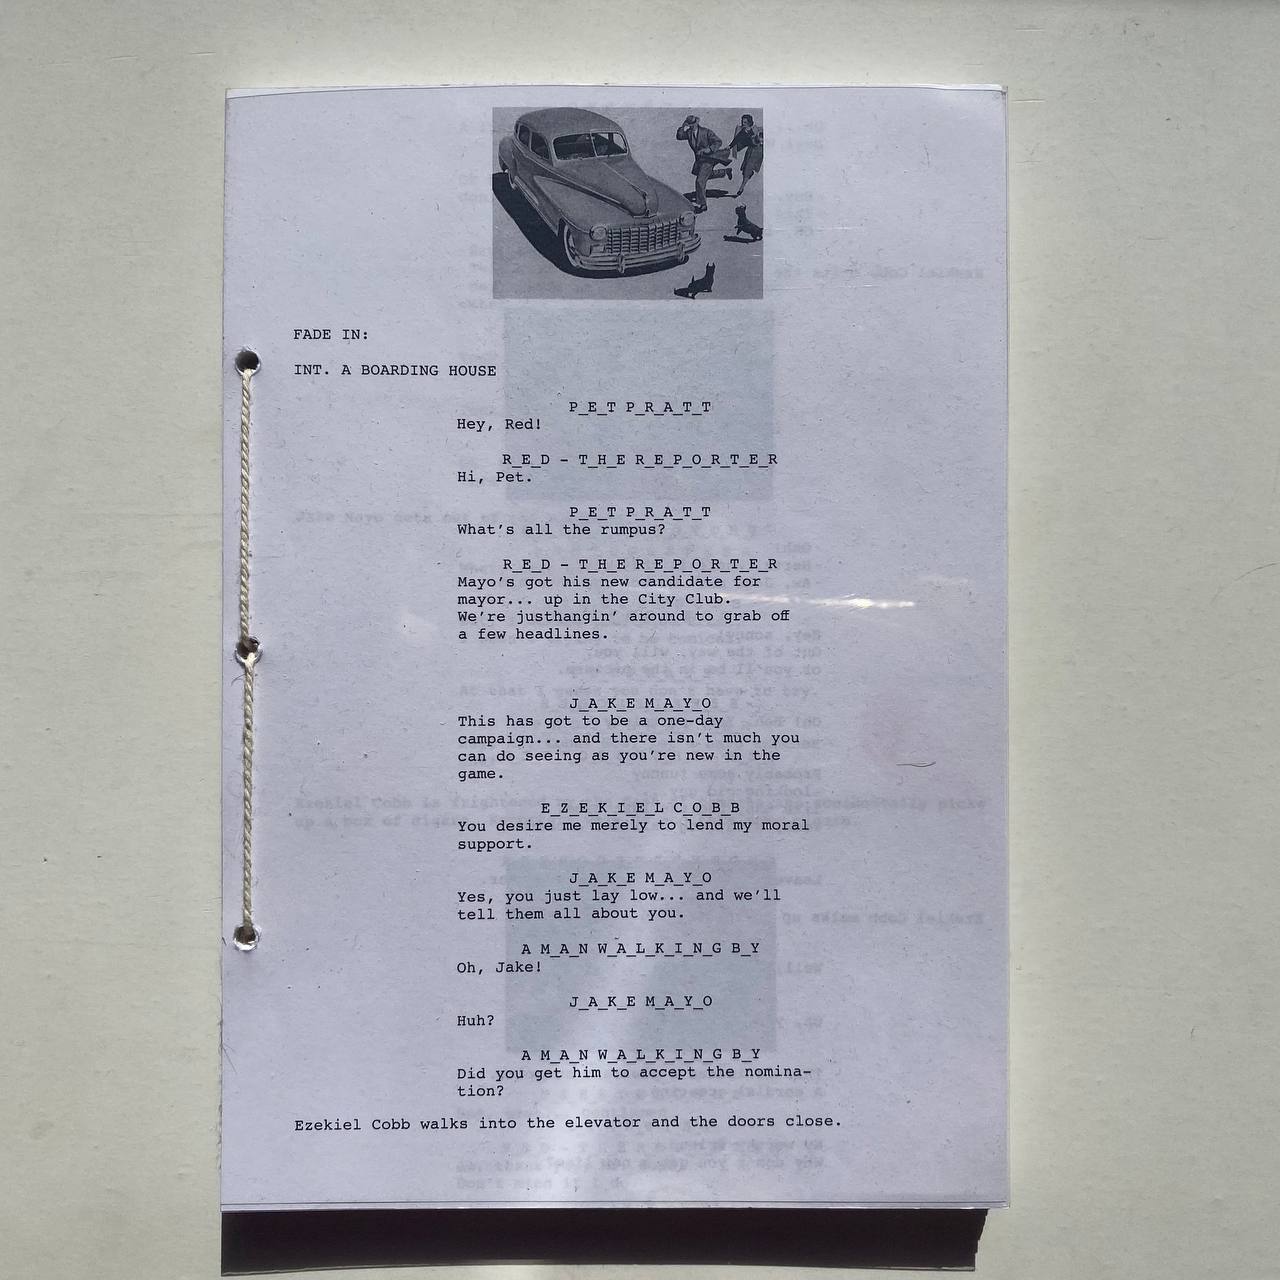 FADE IN:
INT. A BOARDING HOUSE
P_E_T P_R_A_T_T
Hey, Red!
R_E_D - T_H_E R_E_P_O_R_T_E_R
Hi, Pet.
P_E_T P_R_A_T_T
What's all the rumpus?
R_E_D - T_H_E R_E_P_O_R_T_E_R
Mayo's got his new candidate for
mayor... up in the City Club.
We're justhangin' around to grab off
a few headlines.
J_A_K_E M_A_Y_O
This has got to be a one-day
campaign... and there isn't much you
can do seeing as you're new in the
game.
E_Z_E_K_I_E_L C_O_B_B
You desire me merely to lend my moral
support.
J_A_K_E M_A_Y_O
Yes, you just lay low... and we'll
tell them all about you.
A M_A_N W_A_L_K_I_N_G B_Y
Oh, Jake!
J_A_K_E M_A_Y_O
Huh?
A M_A_N W_A_L_K_I_N_G B_Y
Did you get him to accept the nomina-
tion?
Ezekiel Cobb walks into the elevator and the doors close.